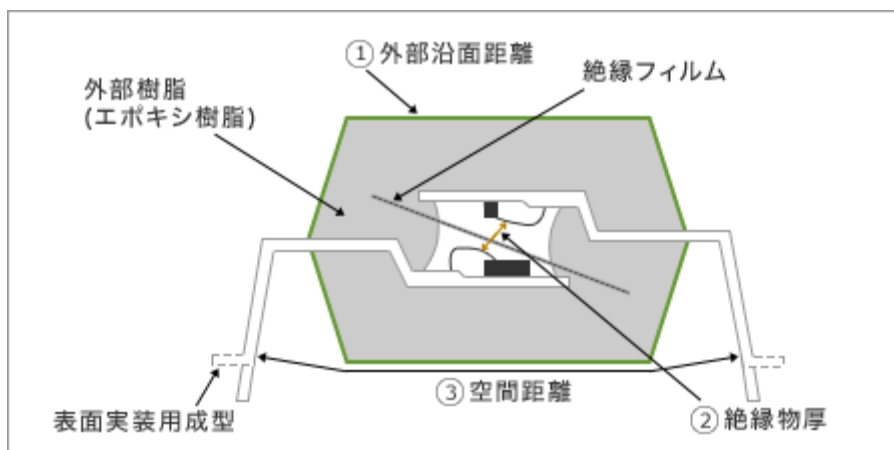 ①外部沿面距離
絶縁フィルム
外部樹脂
(エポキシ樹脂)
③空間距離
表面実装用成型
②絶縁物厚